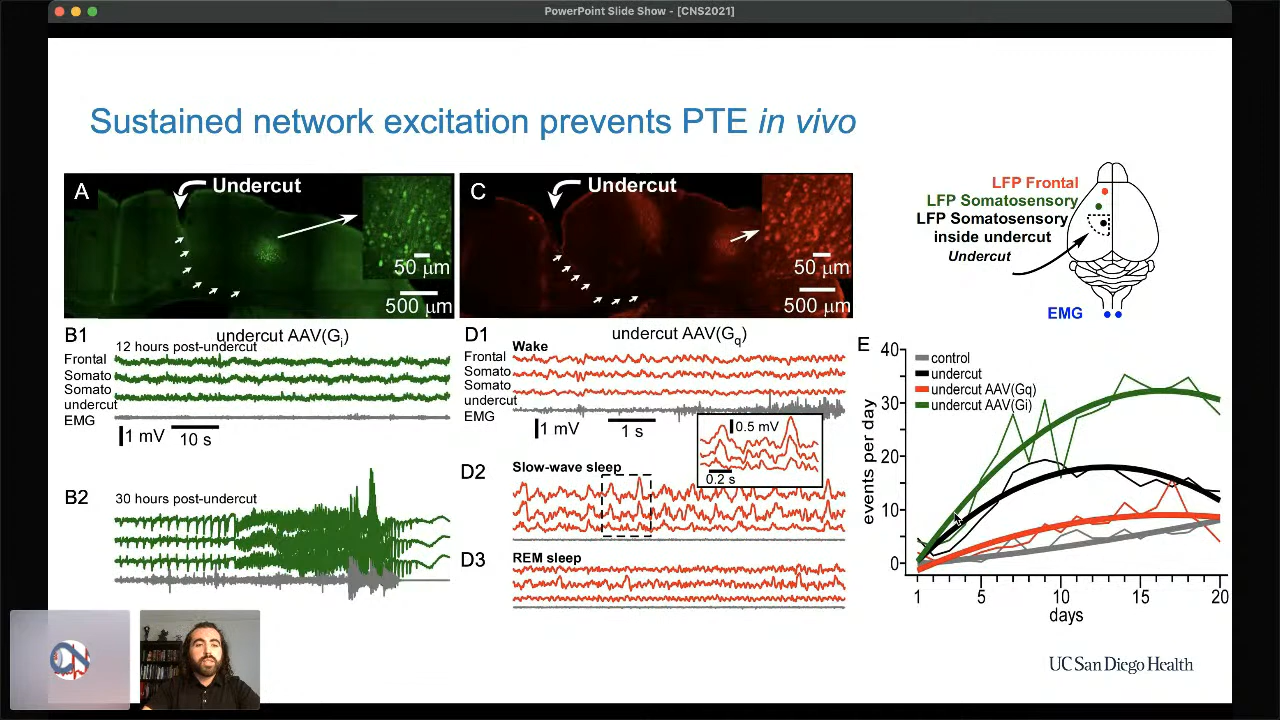 PowerPoint Slide Show - [CNS2021]
Sustained network excitation prevents PTE in vivo
A
Undercut
50 μm
500 μm
C
Undercut
50 μm
500 μm
LFP Frontal
LFP Somatosensory
LFP Somatosensory
inside undercut
Undercut
EMG
B1
undercut AAV(Gi)
12 hours post-undercut
Frontal
Somato
Somato
undercut
EMG
1 mV
10 s
B2
30 hours post-undercut
D1
undercut AAV(Gq)
Wake
Frontal
Somato
Somato
undercut
EMG
1 mV
1 s
0.5 mV
0.2 s
D2
Slow-wave sleep
D3
REM sleep
E
control
undercut
undercut AAV(Gq)
undercut AAV(Gi)
events per day
40
30
20
10
0
1
5
10
15
20
days
UC San Diego Health